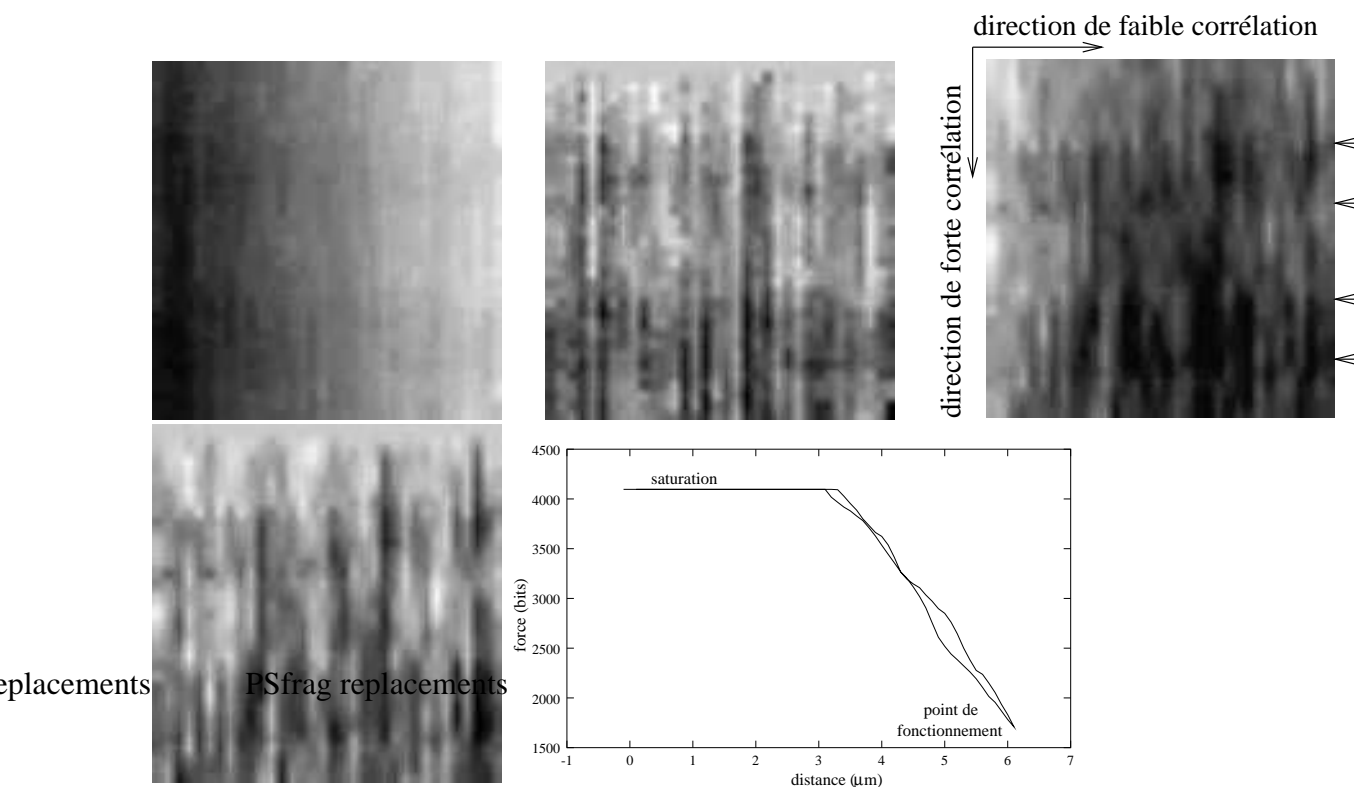 direction de faible corrélation
direction de forte corrélation
eplacements
PSfrag replacements
4500
4000
3500
3000
2500
2000
1500
force (bits)
saturation
point de
fonctionnement
-1 0 1 2 3 4 5 6 7
distance (μm)